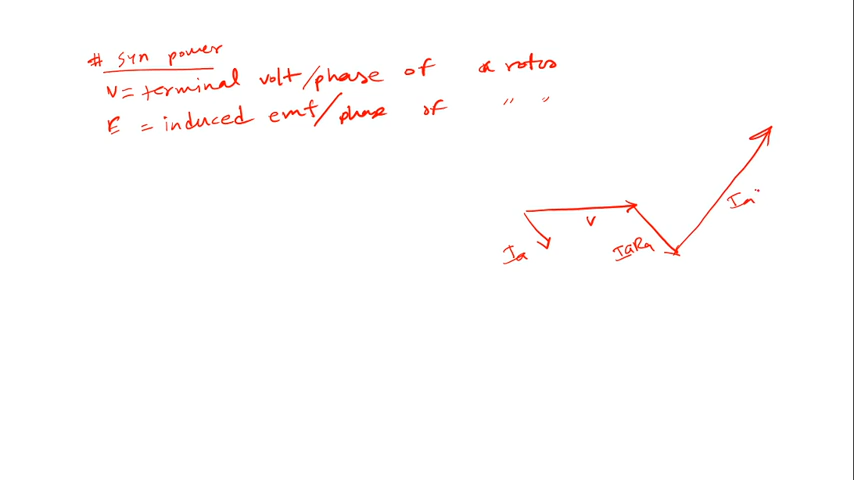 # syn power
V = terminal volt/phase of a rotor
E = induced emf/phase of " "
V
Ia
IaRa
Ia